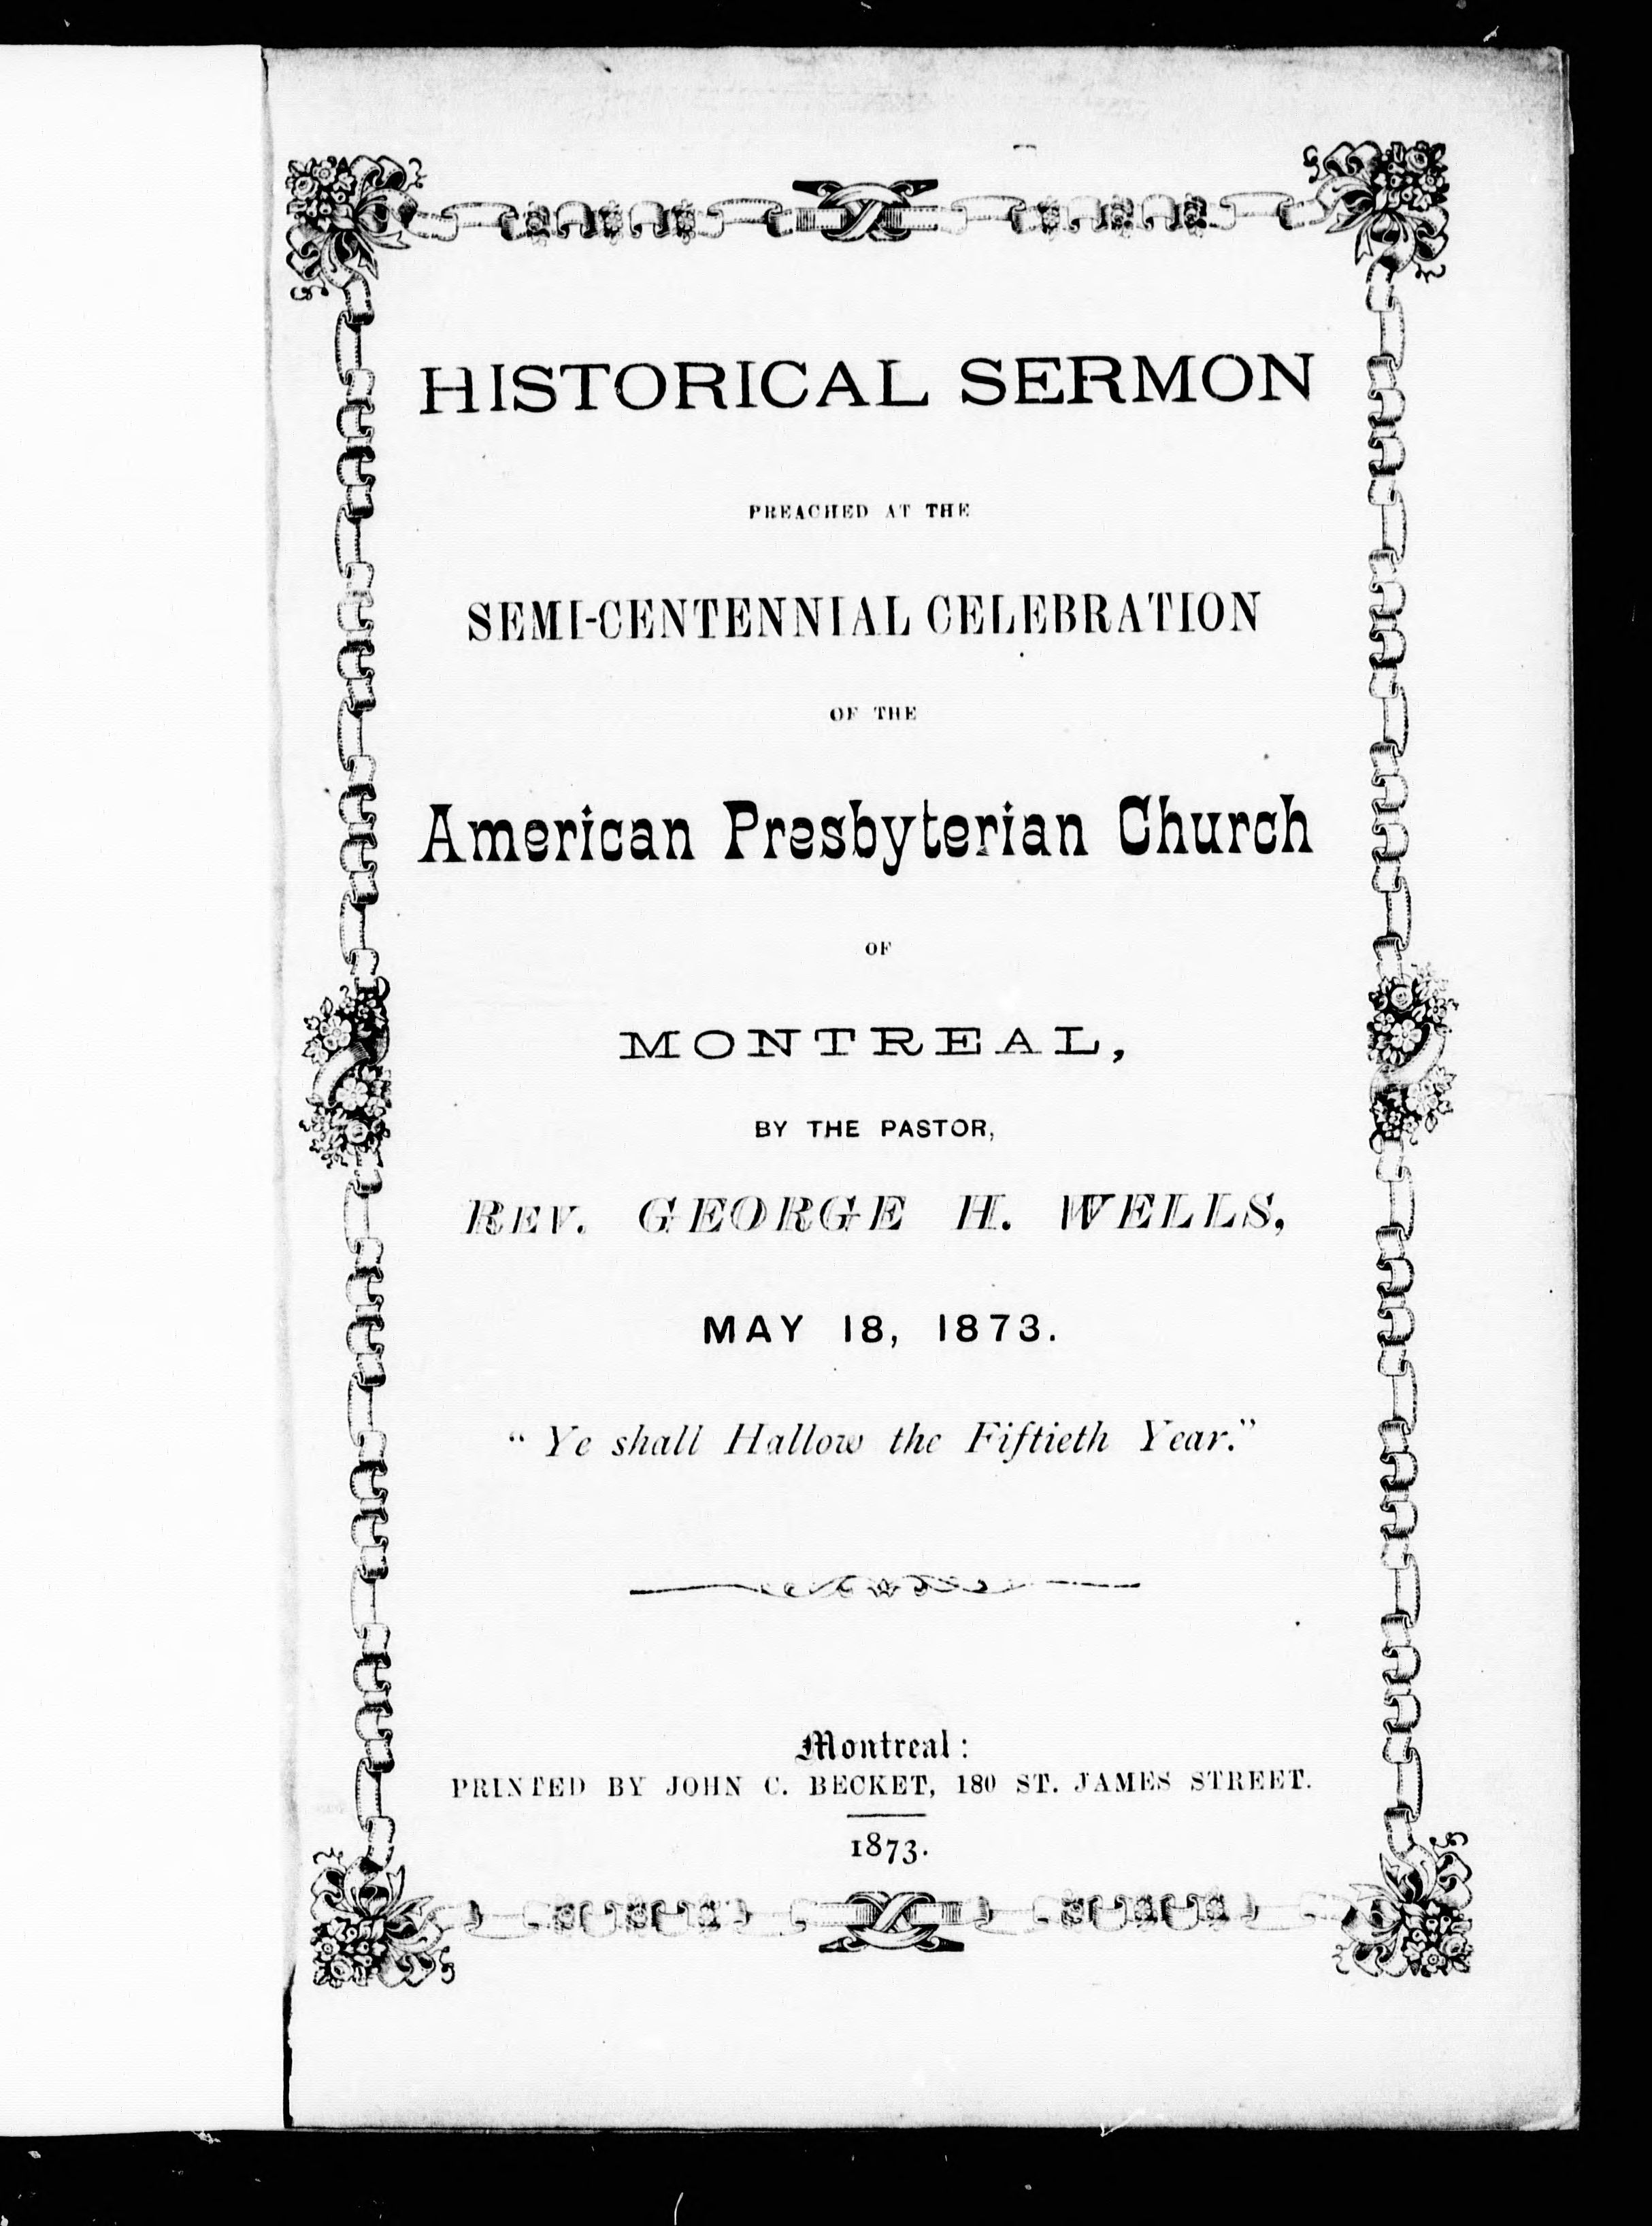 HISTORICAL SERMON
PREACHED AT THE
SEMI-CENTENNIAL CELEBRATION
OF THE
American Presbyterian Church
OF
MONTREAL,
BY THE PASTOR,
REV. GEORGE H. WELLS,
MAY 18, 1873.
“ Ye shall Hallow the Fiftieth Year.”
Montreal:
PRINTED BY JOHN C. BECKET, 180 ST. JAMES STREET.
1873.